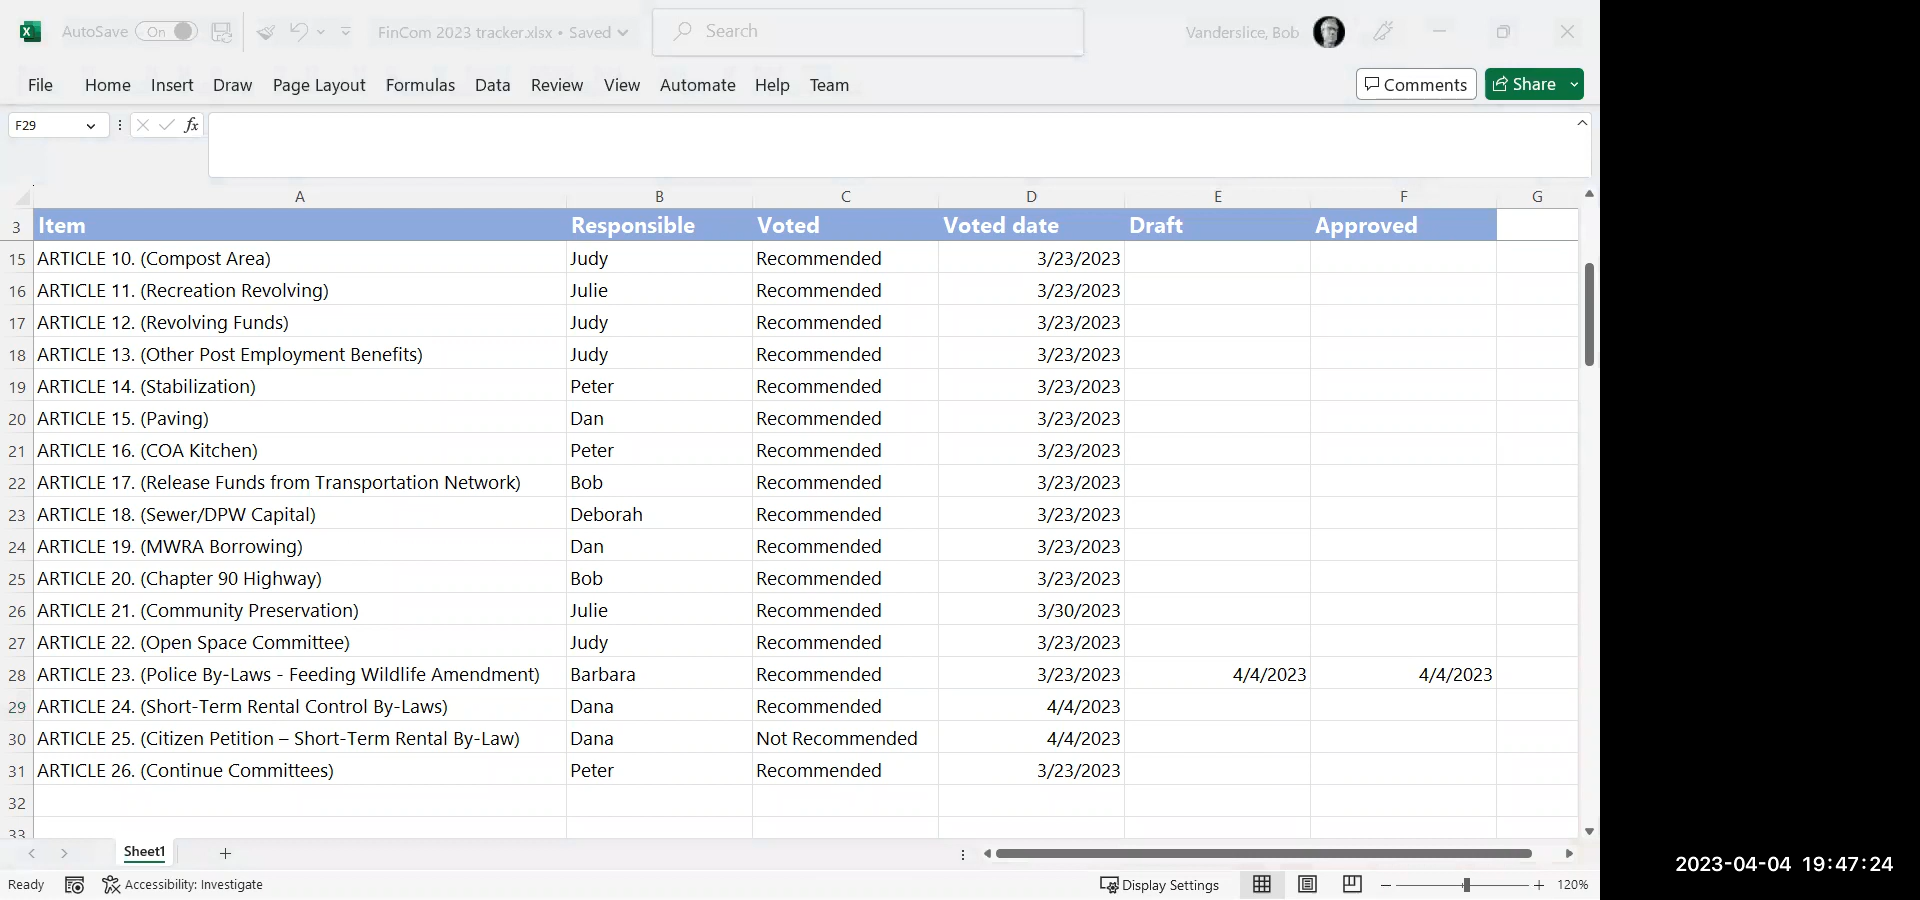 AutoSave On FinCom 2023 tracker.xlsx • Saved Search Vanderslice, Bob
File Home Insert Draw Page Layout Formulas Data Review View Automate Help Team Comments Share
F29 fx
A B C D E F G
3 Item Responsible Voted Voted date Draft Approved
15 ARTICLE 10. (Compost Area) Judy Recommended 3/23/2023
16 ARTICLE 11. (Recreation Revolving) Julie Recommended 3/23/2023
17 ARTICLE 12. (Revolving Funds) Judy Recommended 3/23/2023
18 ARTICLE 13. (Other Post Employment Benefits) Judy Recommended 3/23/2023
19 ARTICLE 14. (Stabilization) Peter Recommended 3/23/2023
20 ARTICLE 15. (Paving) Dan Recommended 3/23/2023
21 ARTICLE 16. (COA Kitchen) Peter Recommended 3/23/2023
22 ARTICLE 17. (Release Funds from Transportation Network) Bob Recommended 3/23/2023
23 ARTICLE 18. (Sewer/DPW Capital) Deborah Recommended 3/23/2023
24 ARTICLE 19. (MWRA Borrowing) Dan Recommended 3/23/2023
25 ARTICLE 20. (Chapter 90 Highway) Bob Recommended 3/23/2023
26 ARTICLE 21. (Community Preservation) Julie Recommended 3/30/2023
27 ARTICLE 22. (Open Space Committee) Judy Recommended 3/23/2023
28 ARTICLE 23. (Police By-Laws - Feeding Wildlife Amendment) Barbara Recommended 3/23/2023 4/4/2023 4/4/2023
29 ARTICLE 24. (Short-Term Rental Control By-Laws) Dana Recommended 4/4/2023
30 ARTICLE 25. (Citizen Petition – Short-Term Rental By-Law) Dana Not Recommended 4/4/2023
31 ARTICLE 26. (Continue Committees) Peter Recommended 3/23/2023
32
33
Sheet1
2023-04-04 19:47:24
Ready Accessibility: Investigate Display Settings 120%